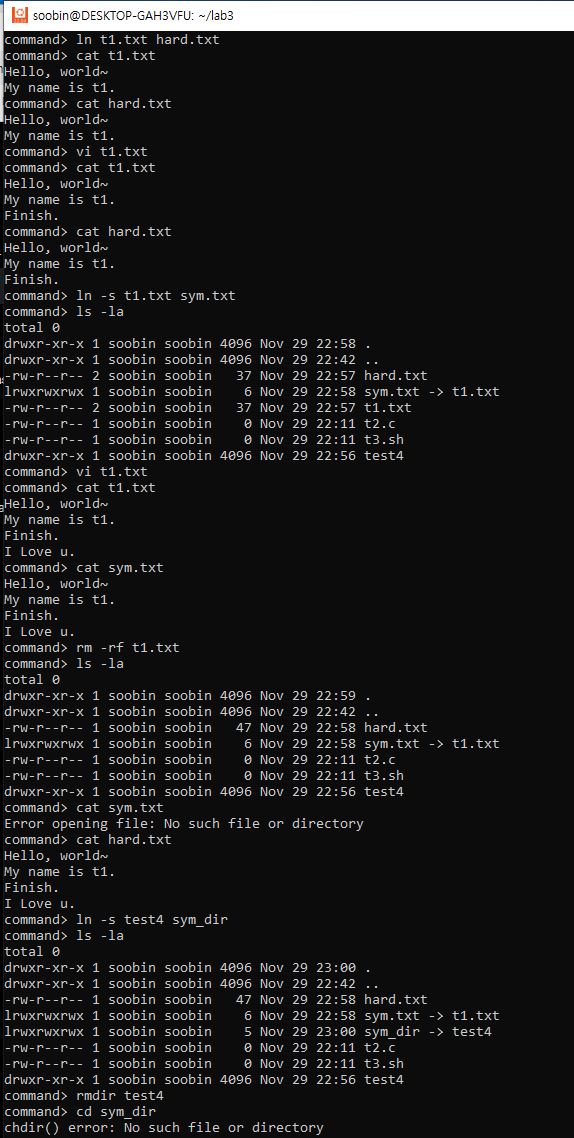 soobin@DESKTOP-GAH3VFU: ~/lab3
command> ln t1.txt hard.txt
command> cat t1.txt
Hello, world~
My name is t1.
command> cat hard.txt
Hello, world~
My name is t1.
command> vi t1.txt
command> cat t1.txt
Hello, world~
My name is t1.
Finish.
command> cat hard.txt
Hello, world~
My name is t1.
Finish.
command> ln -s t1.txt sym.txt
command> ls -la
total 0
drwxr-xr-x 1 soobin soobin 4096 Nov 29 22:58 .
drwxr-xr-x 1 soobin soobin 4096 Nov 29 22:42 ..
-rw-r--r-- 2 soobin soobin   37 Nov 29 22:57 hard.txt
lrwxrwxrwx 1 soobin soobin    6 Nov 29 22:58 sym.txt -> t1.txt
-rw-r--r-- 2 soobin soobin   37 Nov 29 22:57 t1.txt
-rw-r--r-- 1 soobin soobin    0 Nov 29 22:11 t2.c
-rw-r--r-- 1 soobin soobin    0 Nov 29 22:11 t3.sh
drwxr-xr-x 1 soobin soobin 4096 Nov 29 22:56 test4
command> vi t1.txt
command> cat t1.txt
Hello, world~
My name is t1.
Finish.
I Love u.
command> cat sym.txt
Hello, world~
My name is t1.
Finish.
I Love u.
command> rm -rf t1.txt
command> ls -la
total 0
drwxr-xr-x 1 soobin soobin 4096 Nov 29 22:59 .
drwxr-xr-x 1 soobin soobin 4096 Nov 29 22:42 ..
-rw-r--r-- 1 soobin soobin   47 Nov 29 22:58 hard.txt
lrwxrwxrwx 1 soobin soobin    6 Nov 29 22:58 sym.txt -> t1.txt
-rw-r--r-- 1 soobin soobin    0 Nov 29 22:11 t2.c
-rw-r--r-- 1 soobin soobin    0 Nov 29 22:11 t3.sh
drwxr-xr-x 1 soobin soobin 4096 Nov 29 22:56 test4
command> cat sym.txt
Error opening file: No such file or directory
command> cat hard.txt
Hello, world~
My name is t1.
Finish.
I Love u.
command> ln -s test4 sym_dir
command> ls -la
total 0
drwxr-xr-x 1 soobin soobin 4096 Nov 29 23:00 .
drwxr-xr-x 1 soobin soobin 4096 Nov 29 22:42 ..
-rw-r--r-- 1 soobin soobin   47 Nov 29 22:58 hard.txt
lrwxrwxrwx 1 soobin soobin    6 Nov 29 22:58 sym.txt -> t1.txt
lrwxrwxrwx 1 soobin soobin    5 Nov 29 23:00 sym_dir -> test4
-rw-r--r-- 1 soobin soobin    0 Nov 29 22:11 t2.c
-rw-r--r-- 1 soobin soobin    0 Nov 29 22:11 t3.sh
drwxr-xr-x 1 soobin soobin 4096 Nov 29 22:56 test4
command> rmdir test4
command> cd sym_dir
chdir() error: No such file or directory